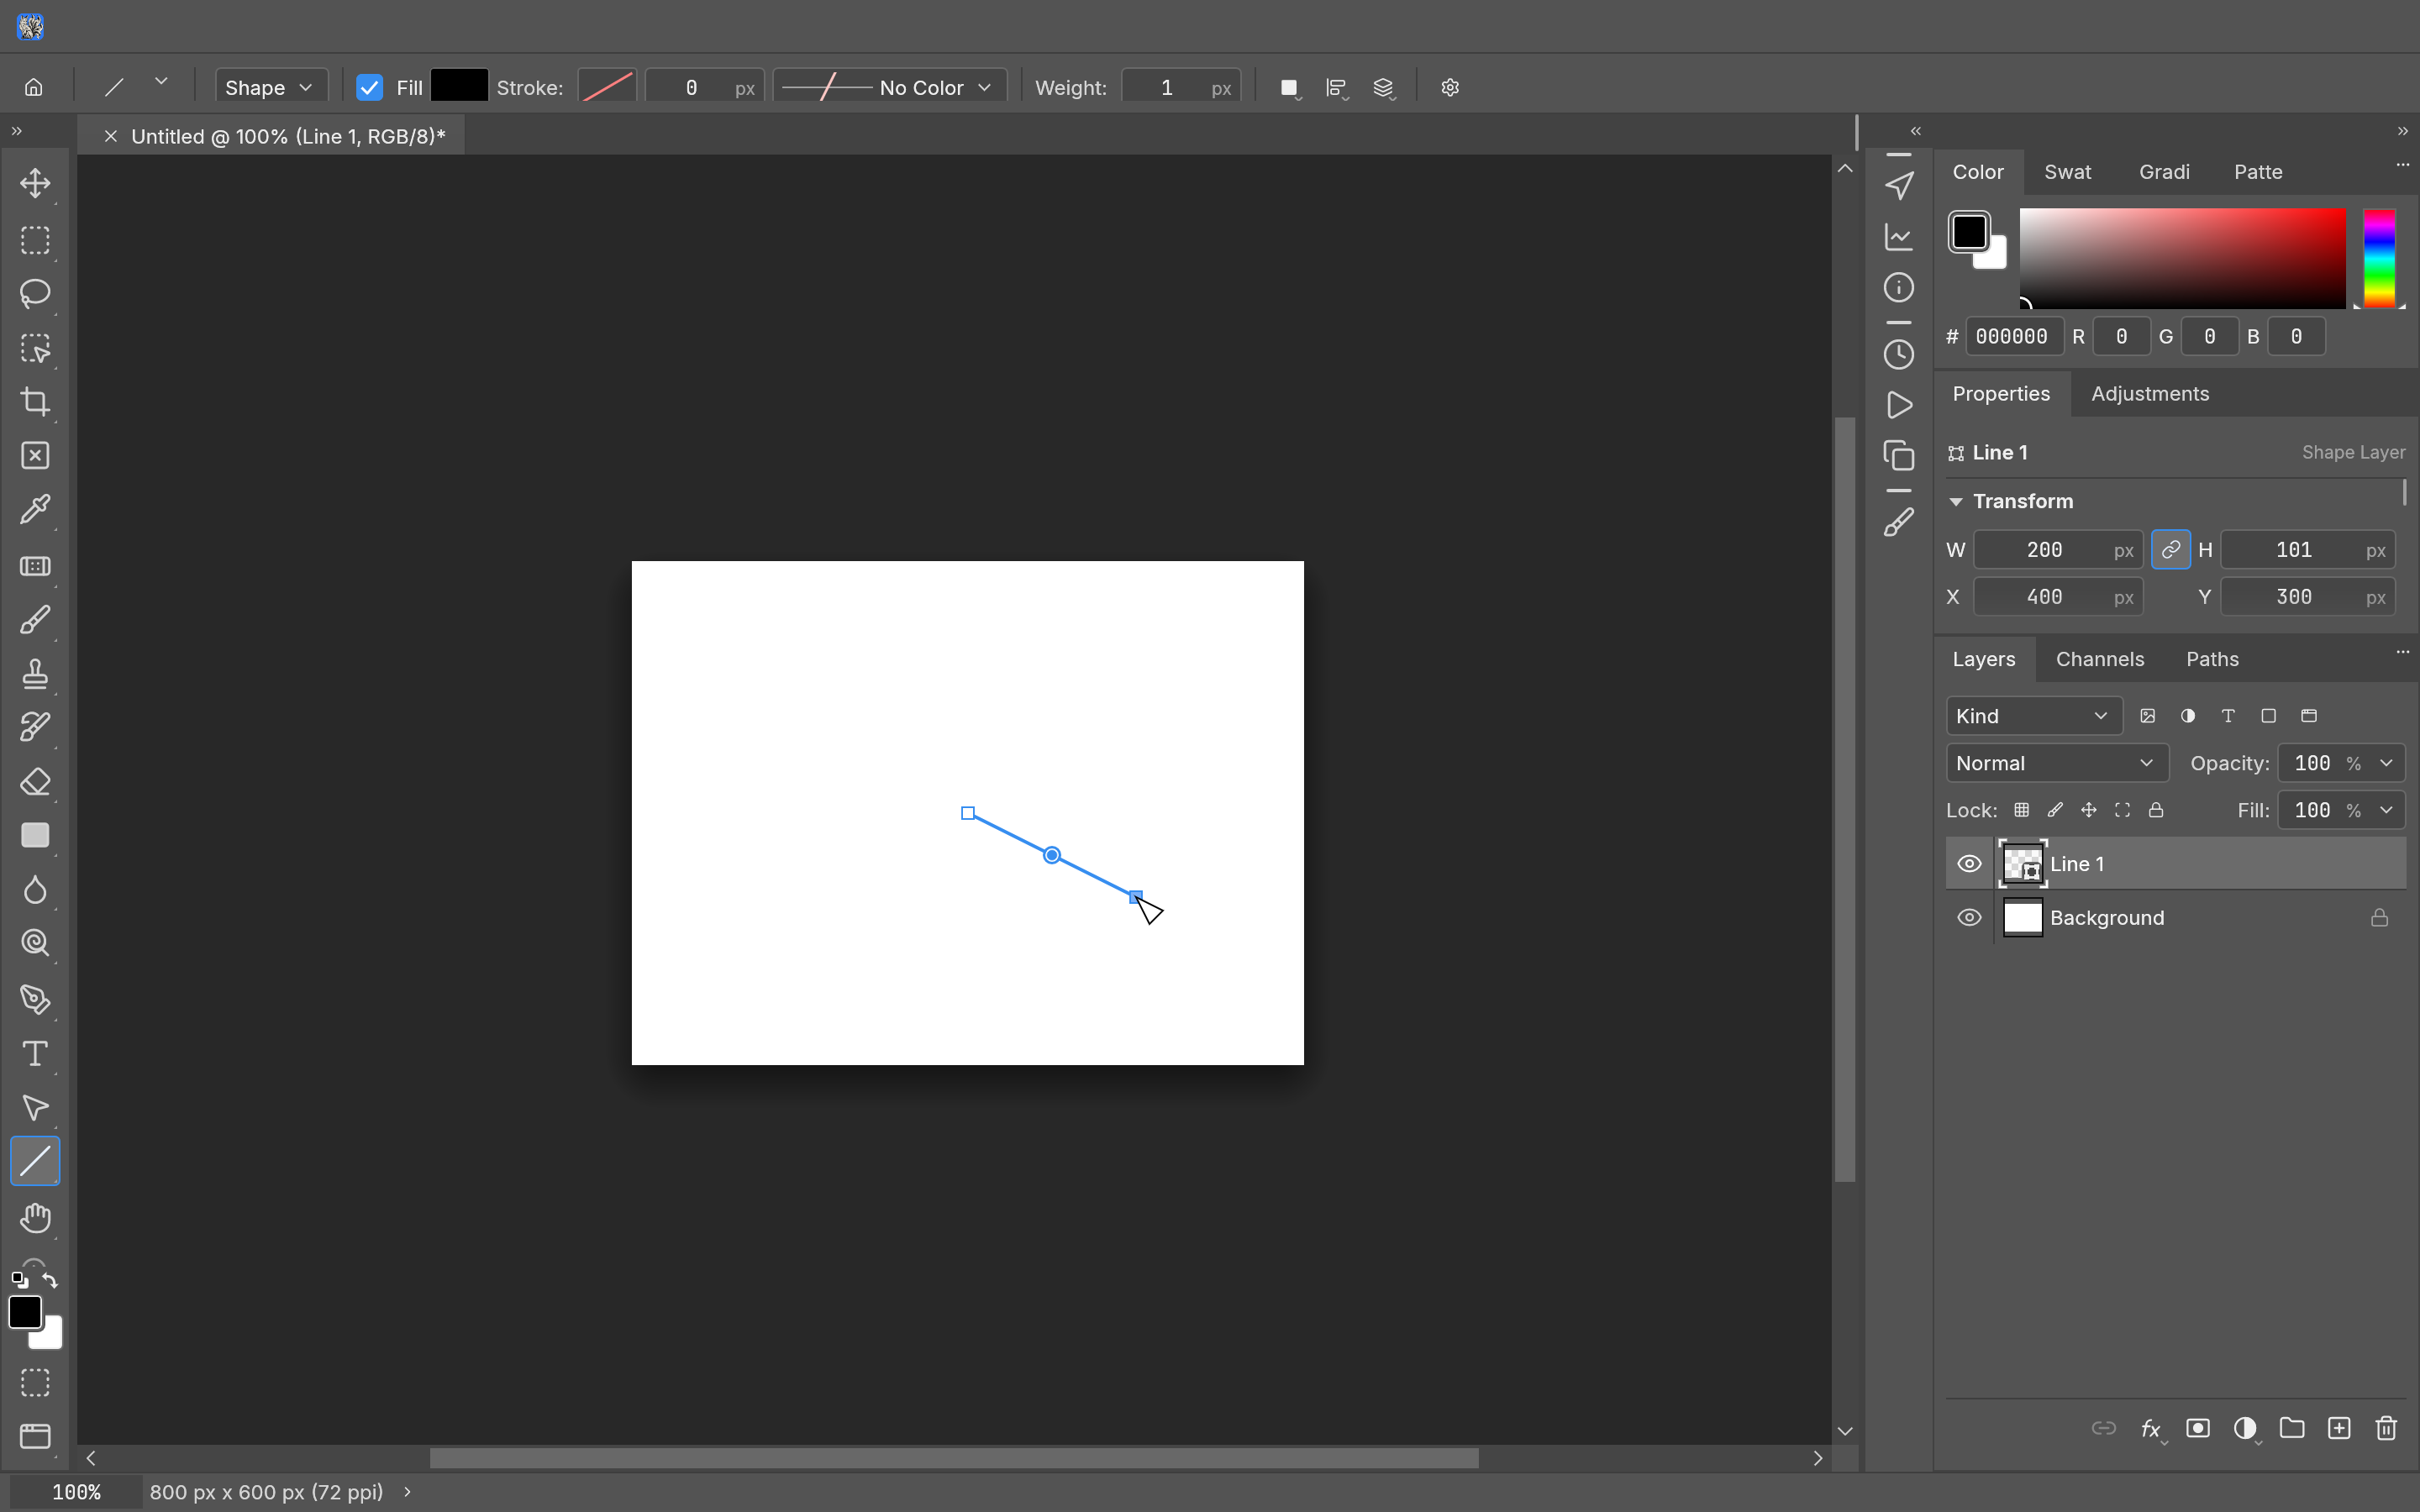 Shape Fill Stroke: 0 px No Color Weight: 1 px
Untitled @ 100% (Line 1, RGB/8)*
Color Swat Gradi Patte
# 000000 R 0 G 0 B 0
Properties Adjustments
Line 1 Shape Layer
Transform
W 200 px H 101 px
X 400 px Y 300 px
Layers Channels Paths
Kind
Normal Opacity: 100 %
Lock: Fill: 100 %
Line 1
Background
fx
100% 800 px x 600 px (72 ppi)